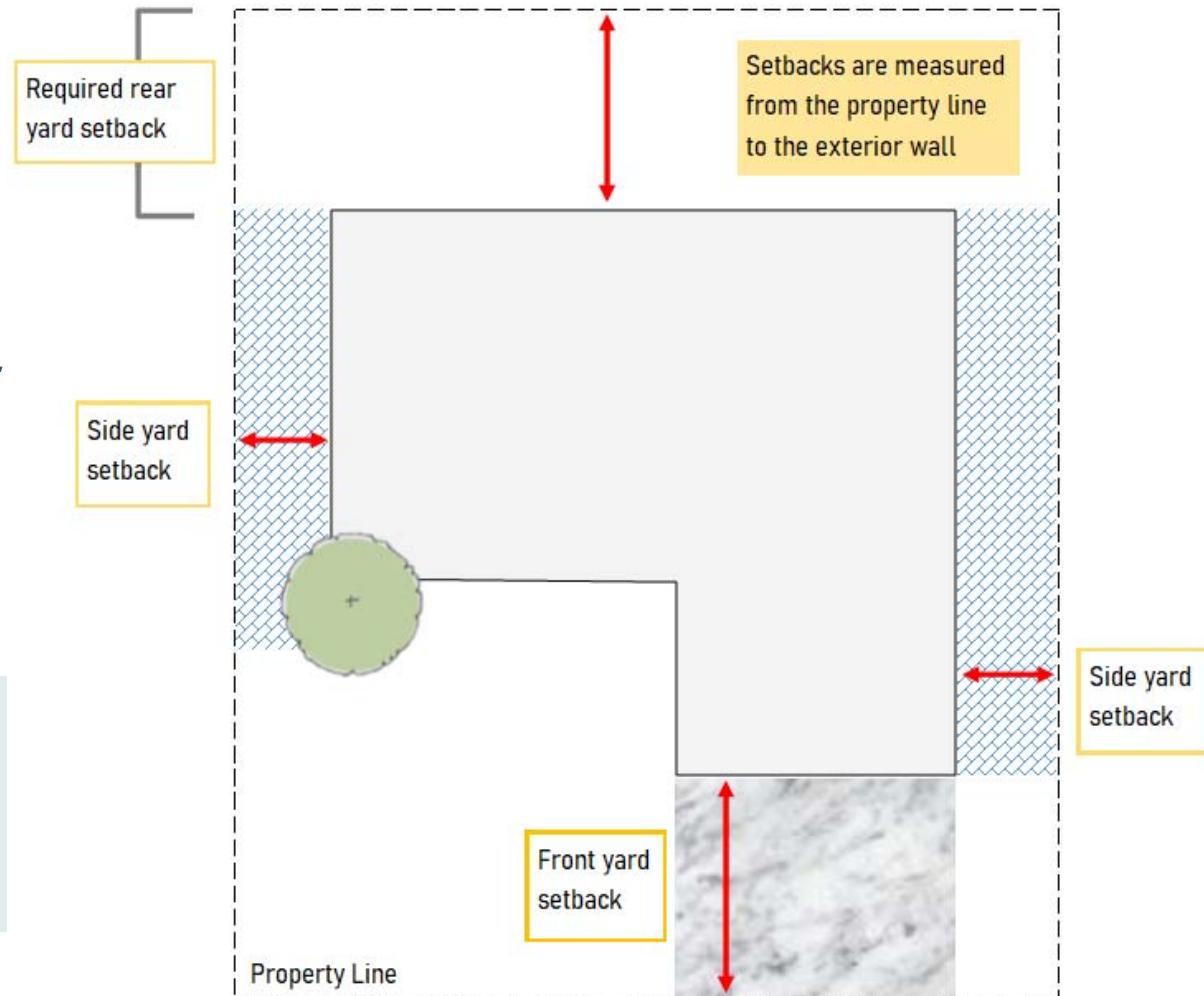 Required rear
yard setback
Setbacks are measured
from the property line
to the exterior wall
Side yard
setback
Side yard
setback
Front yard
setback
Property Line